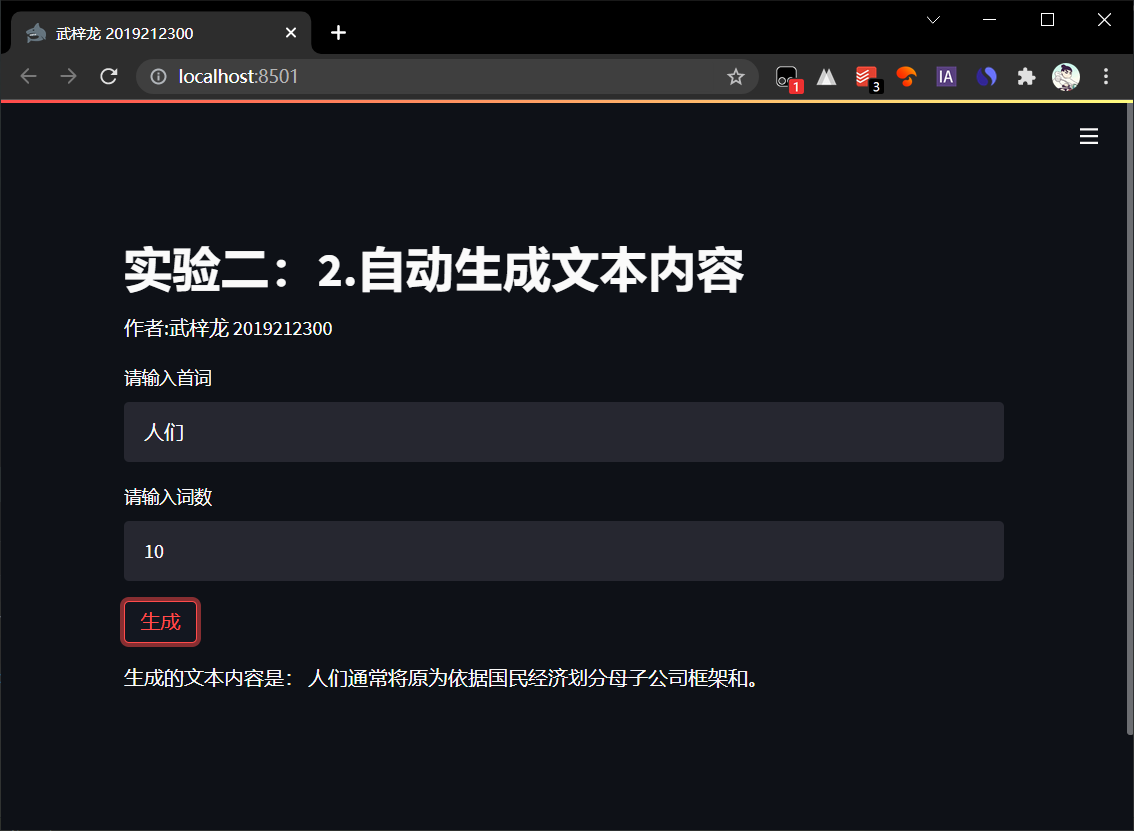 武梓龙 2019212300
localhost:8501
1
3
IA
实验二：2.自动生成文本内容
作者:武梓龙 2019212300
请输入首词
人们
请输入词数
10
生成
生成的文本内容是： 人们通常将原为依据国民经济划分母子公司框架和。